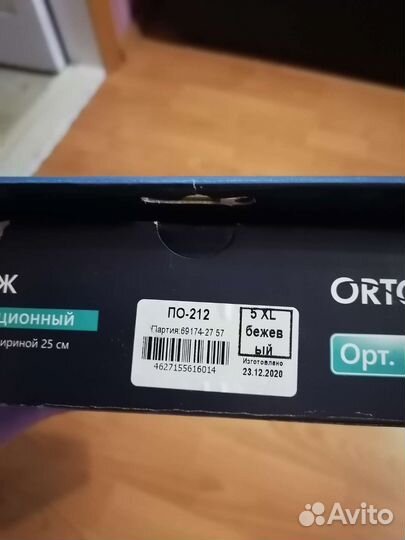 Ж
ционный
ириной 25 см
ПО-212
Партия:69174-27 57
4627155616014
5 XL
бежев
ый
Изготовлено
23.12.2020
ORTO
Орт.
Avito